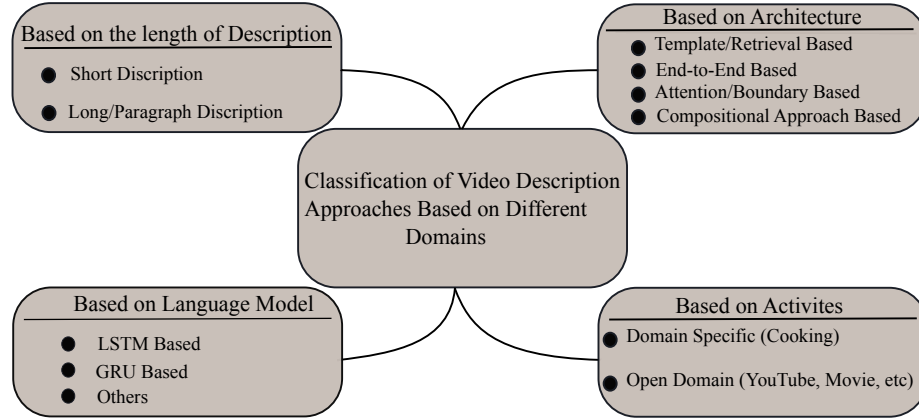 Based on the length of Description
Short Discription
Long/Paragraph Discription
Based on Architecture
Template/Retrieval Based
End-to-End Based
Attention/Boundary Based
Compositional Approach Based
Classification of Video Description
Approaches Based on Different
Domains
Based on Language Model
LSTM Based
GRU Based
Others
Based on Activites
Domain Specific (Cooking)
Open Domain (YouTube, Movie, etc)